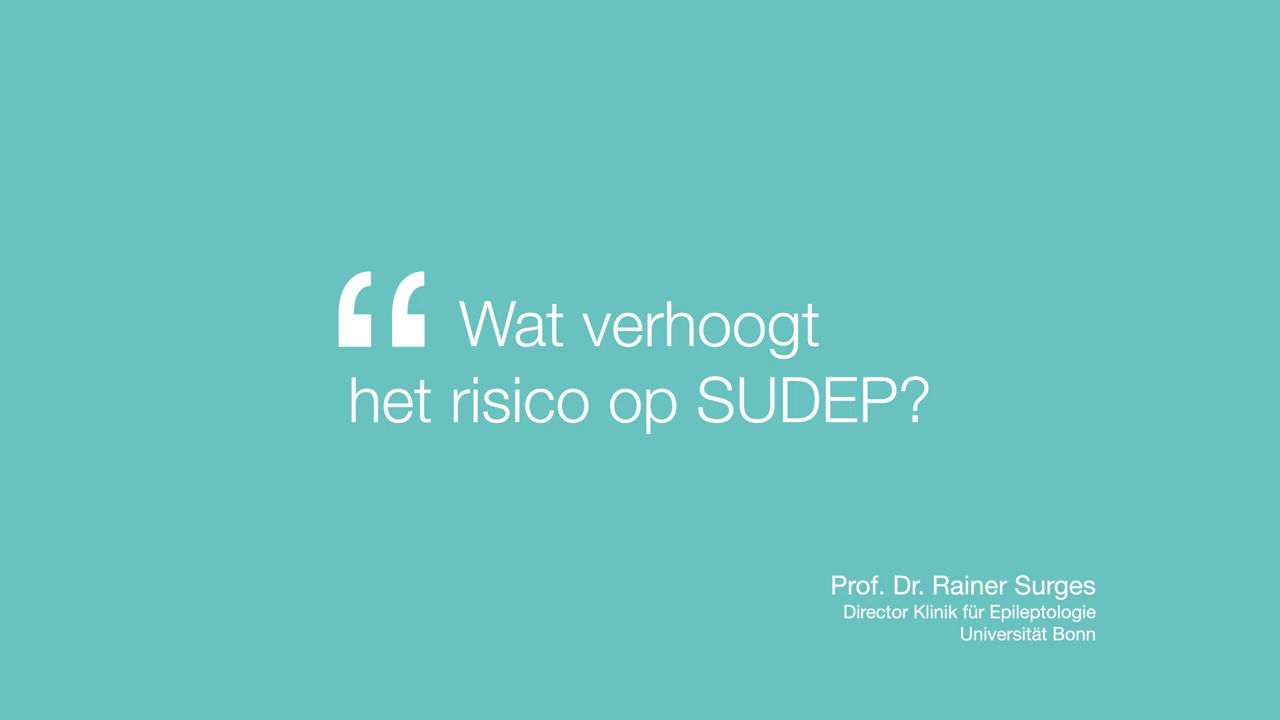 “ Wat verhoogt
het risico op SUDEP?
Prof. Dr. Rainer Surges
Director Klinik für Epileptologie
Universität Bonn